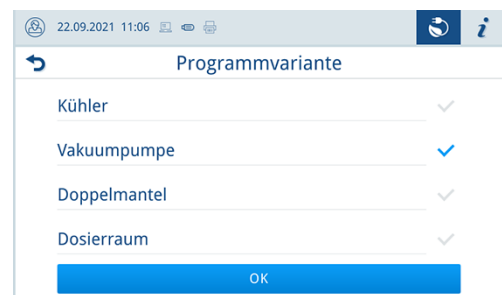 22.09.2021 11:06
i
Programmvariante
Kühler
Vakuumpumpe
Doppelmantel
Dosierraum
OK